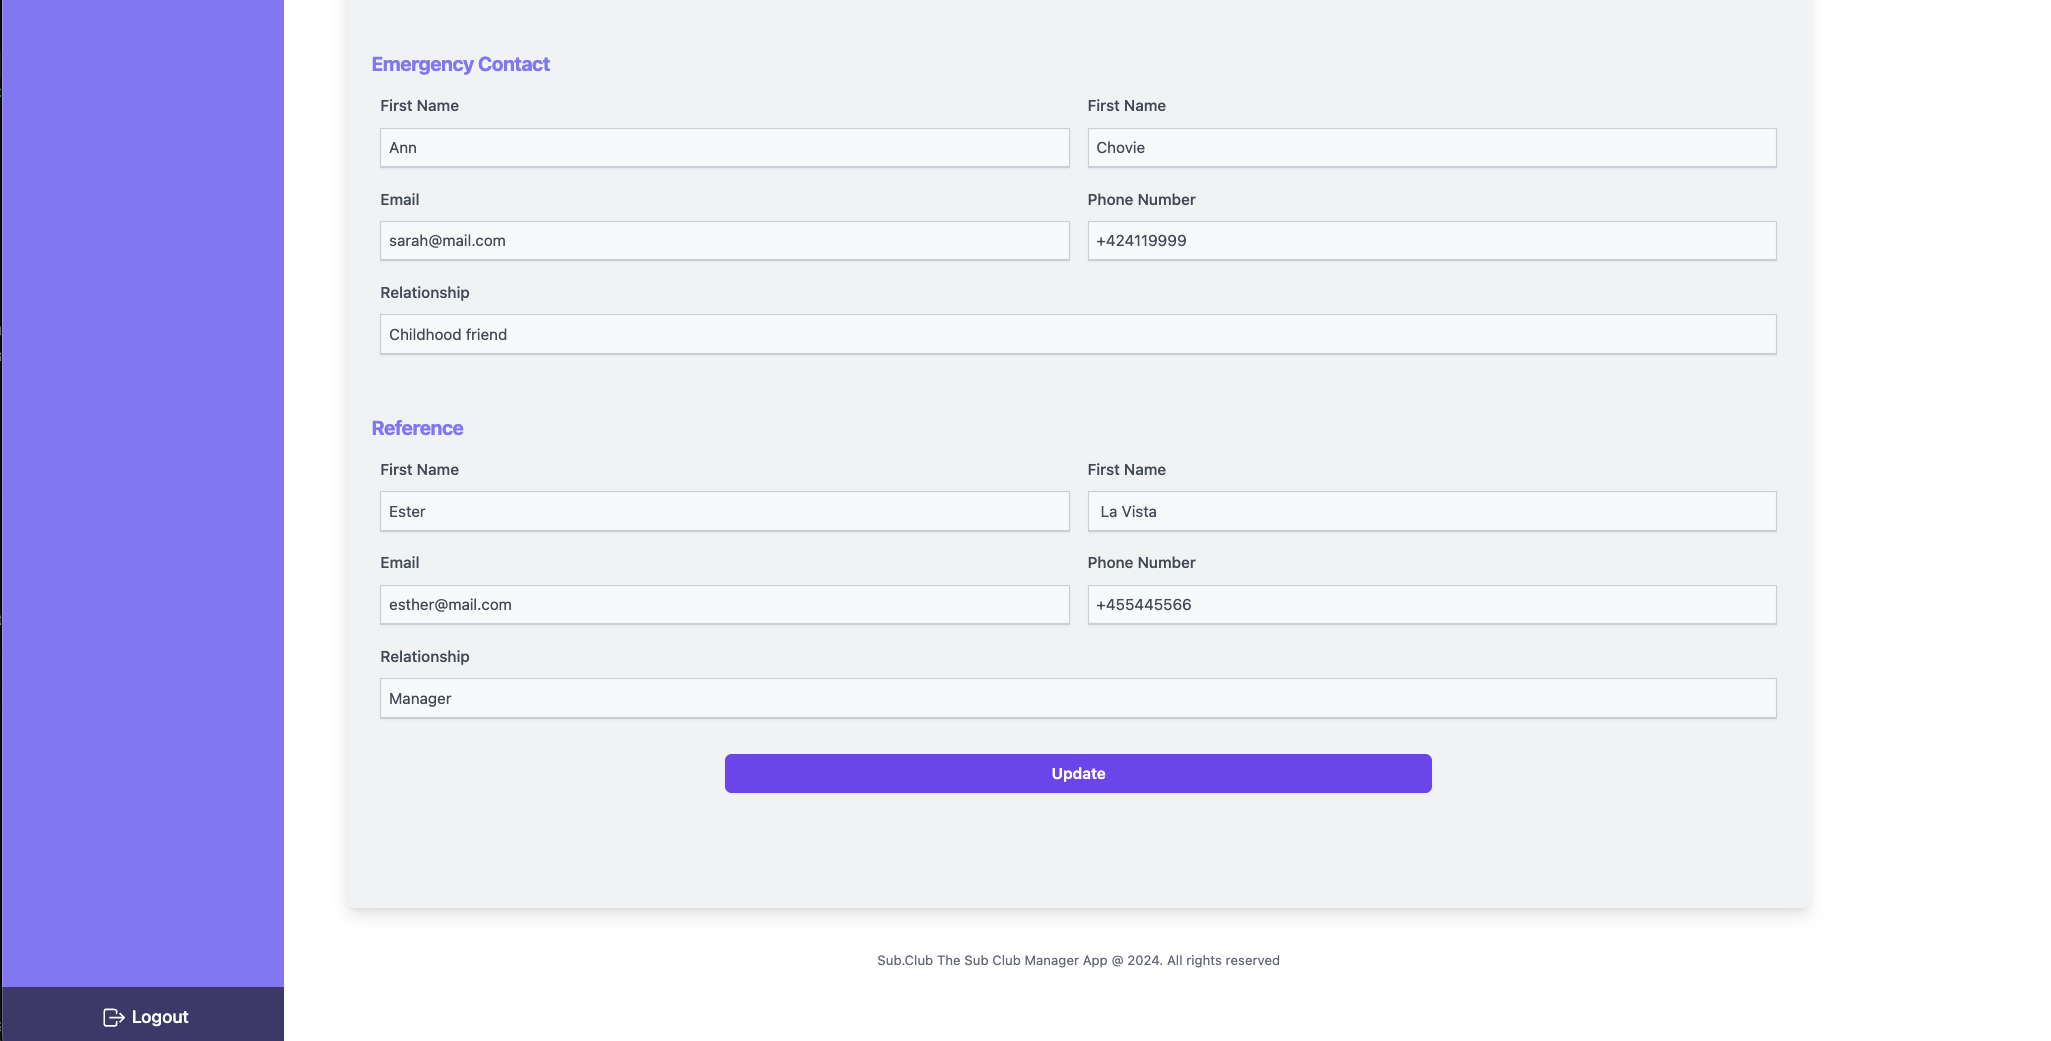 Emergency Contact
First Name First Name
Ann Chovie
Email Phone Number
sarah@mail.com +424119999
Relationship
Childhood friend
Reference
First Name First Name
Ester La Vista
Email Phone Number
esther@mail.com +455445566
Relationship
Manager
Update
Sub.Club The Sub Club Manager App @ 2024. All rights reserved
Logout